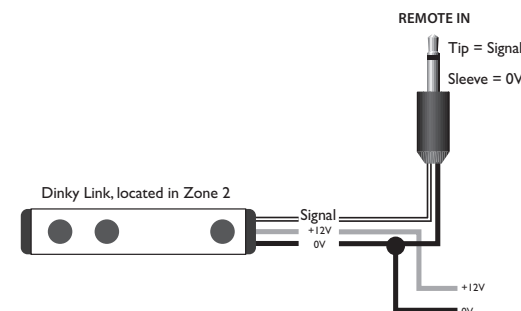 REMOTE IN
Tip = Signal
Sleeve = 0V
Dinky Link, located in Zone 2
Signal
+12V
0V
+12V
0V